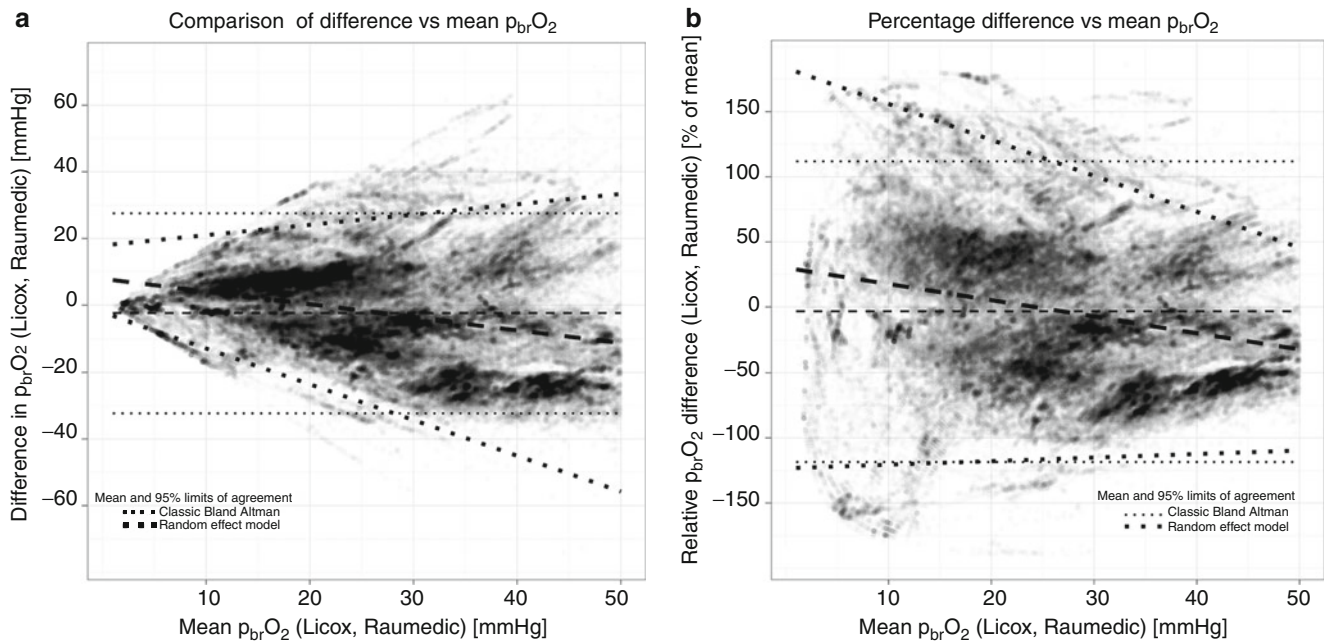 a
Comparison of difference vs mean pbrO2
Difference in pbrO2 (Licox, Raumedic) [mmHg]
60
40
20
0
−20
−40
−60
Mean and 95% limits of agreement
Classic Bland Altman
Random effect model
10 20 30 40 50
Mean pbrO2 (Licox, Raumedic) [mmHg]
b
Percentage difference vs mean pbrO2
Relative pbrO2 difference (Licox, Raumedic) [% of mean]
150
100
50
0
−50
−100
−150
Mean and 95% limits of agreement
Classic Bland Altman
Random effect model
10 20 30 40 50
Mean pbrO2 (Licox, Raumedic) [mmHg]